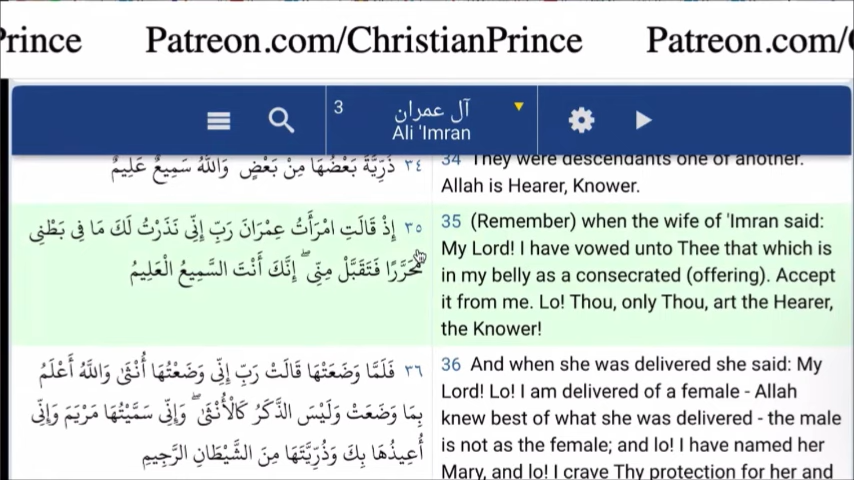 Prince Patreon.com/ChristianPrince Patreon.com/
3 آل عمران
Ali 'Imran
٣٤ ذُرِّيَّةً بَعْضُهَا مِنْ بَعْضٍ وَاللَّهُ سَمِيعٌ عَلِيمٌ
34 They were descendants one of another.
Allah is Hearer, Knower.
٣٥ إِذْ قَالَتِ امْرَأَتُ عِمْرَانَ رَبِّ إِنِّي نَذَرْتُ لَكَ مَا فِي بَطْنِي
مُحَرَّرًا فَتَقَبَّلْ مِنِّي ۖ إِنَّكَ أَنْتَ السَّمِيعُ الْعَلِيمُ
35 (Remember) when the wife of 'Imran said:
My Lord! I have vowed unto Thee that which is
in my belly as a consecrated (offering). Accept
it from me. Lo! Thou, only Thou, art the Hearer,
the Knower!
٣٦ فَلَمَّا وَضَعَتْهَا قَالَتْ رَبِّ إِنِّي وَضَعْتُهَا أُنْثَىٰ وَاللَّهُ أَعْلَمُ
بِمَا وَضَعَتْ وَلَيْسَ الذَّكَرُ كَالْأُنْثَىٰ ۖ وَإِنِّي سَمَّيْتُهَا مَرْيَمَ وَإِنِّي
أُعِيذُهَا بِكَ وَذُرِّيَّتَهَا مِنَ الشَّيْطَانِ الرَّجِيمِ
36 And when she was delivered she said: My
Lord! Lo! I am delivered of a female - Allah
knew best of what she was delivered - the male
is not as the female; and lo! I have named her
Mary, and lo! I crave Thy protection for her and